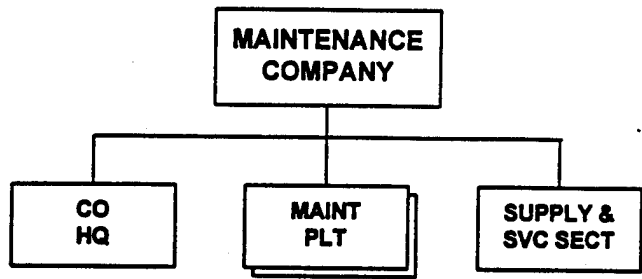 MAINTENANCE
COMPANY
CO
HQ
MAINT
PLT
SUPPLY &
SVC SECT